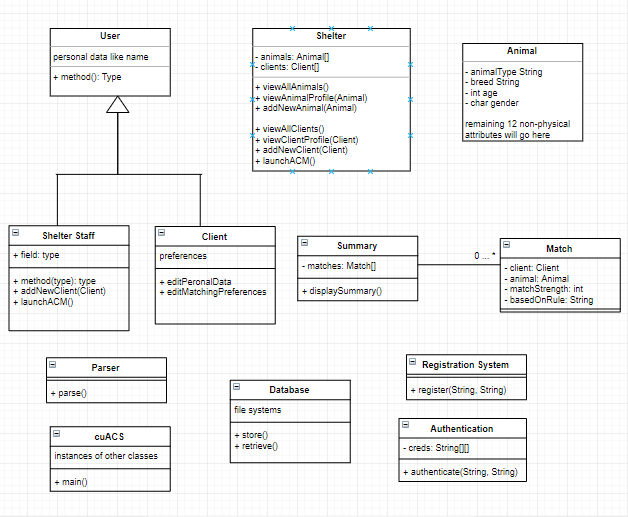 User
personal data like name
+ method(): Type
Shelter
- animals: Animal[]
- clients: Client[]
+ viewAllAnimals()
+ viewAnimalProfile(Animal)
+ addNewAnimal(Animal)
+ viewAllClients()
+ viewClientProfile(Client)
+ addNewClient(Client)
+ launchACM()
Animal
- animalType String
- breed String
- int age
- char gender
remaining 12 non-physical
attributes will go here
Shelter Staff
+ field: type
+ method(type): type
+ addNewClient(Client)
+ launchACM()
Client
preferences
+ editPeronalData
+ editMatchingPreferences
Summary
- matches: Match[]
+ displaySummary()
0 ... *
Match
- client: Client
- animal: Animal
- matchStrength: int
- basedOnRule: String
Parser
+ parse()
cuACS
instances of other classes
+ main()
Database
file systems
+ store()
+ retrieve()
Registration System
+ register(String, String)
Authentication
- creds: String[][]
+ authenticate(String, String)